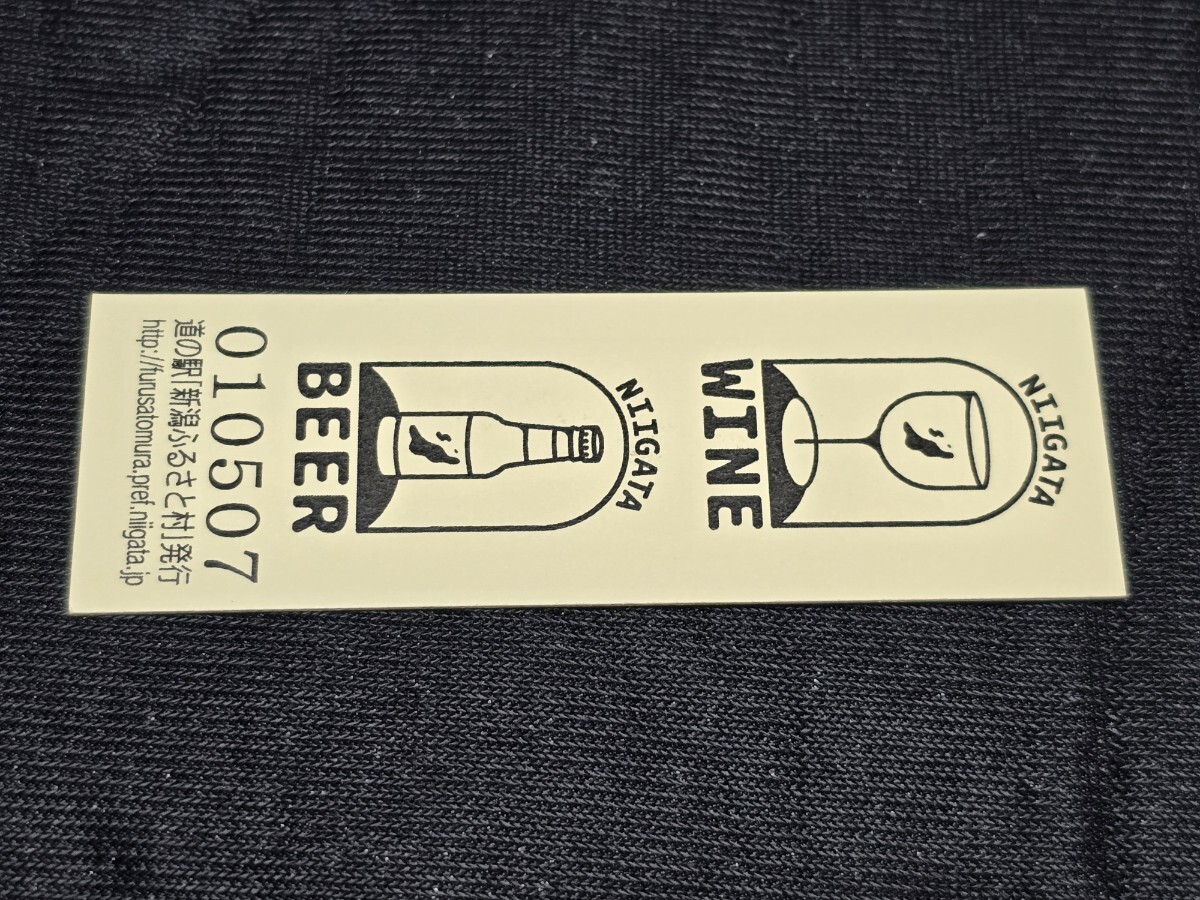 NIIGATA
WINE
NIIGATA
BEER
010507
道の駅「新潟ふるさと村」発行
http://furusatomura.pref.niigata.jp